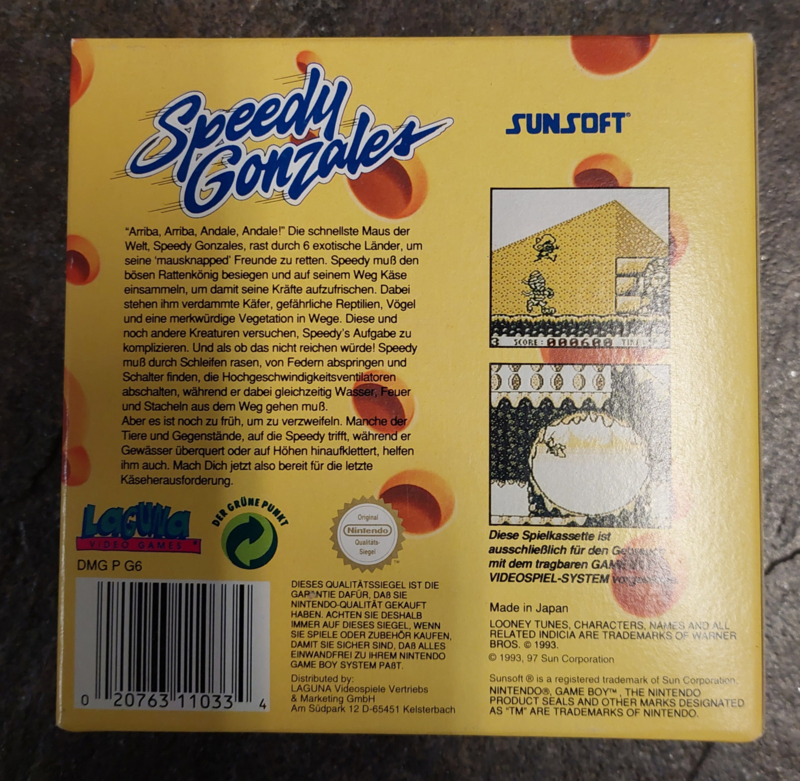 Speedy
Gonzales
SUNSOFT®
"Arriba, Arriba, Andale, Andale!" Die schnellste Maus der
Welt, Speedy Gonzales, rast durch 6 exotische Länder, um
seine 'mausknapped' Freunde zu retten. Speedy muß den
bösen Rattenkönig besiegen und auf seinem Weg Käse
einsammeln, um damit seine Kräfte aufzufrischen. Dabei
stehen ihm verdammte Käfer, gefährliche Reptilien, Vögel
und eine merkwürdige Vegetation in Wege. Diese und
noch andere Kreaturen versuchen, Speedy's Aufgabe zu
komplizieren. Und als ob das nicht reichen würde! Speedy
muß durch Schleifen rasen, von Federn abspringen und
Schalter finden, die Hochgeschwindigkeitsventilatoren
abschalten, während er dabei gleichzeitig Wasser, Feuer
und Stacheln aus dem Weg gehen muß.
Aber es ist noch zu früh, um zu verzweifeln. Manche der
Tiere und Gegenstände, auf die Speedy trifft, während er
Gewässer überquert oder auf Höhen hinaufklettert, helfen
ihm auch. Mach Dich jetzt also bereit für die letzte
Käseherausforderung.
3 SCORE: 000600 TIME
LAGUNA
VIDEO GAMES
DMG P G6
DER GRÜNE PUNKT
Original
Nintendo
Qualitäts-
Siegel
Diese Spielkassette ist
ausschließlich für den
mit dem tragbaren
VIDEOSPIEL-SYSTEM
0 20763 11033 4
DIESES QUALITÄTSSIEGEL IST DIE
GARANTIE DAFÜR, DAß SIE
NINTENDO-QUALITÄT GEKAUFT
HABEN. ACHTEN SIE DESHALB
IMMER AUF DIESES SIEGEL, WENN
SIE SPIELE ODER ZUBEHÖR KAUFEN,
DAMIT SIE SICHER SIND, DAß ALLES
EINWANDFREI ZU IHREM NINTENDO
GAME BOY SYSTEM PAßT.
Distributed by:
LAGUNA Videospiele Vertriebs
& Marketing GmbH
Am Südpark 12 D-65451 Kelsterbach
Made in Japan
LOONEY TUNES, CHARACTERS, NAMES AND ALL
RELATED INDICIA ARE TRADEMARKS OF WARNER
BROS. © 1993.
© 1993, 97 Sun Corporation
Sunsoft ® is a registered trademark of Sun Corporation.
NINTENDO®, GAME BOY™, THE NINTENDO
PRODUCT SEALS AND OTHER MARKS DESIGNATED
AS "TM" ARE TRADEMARKS OF NINTENDO.